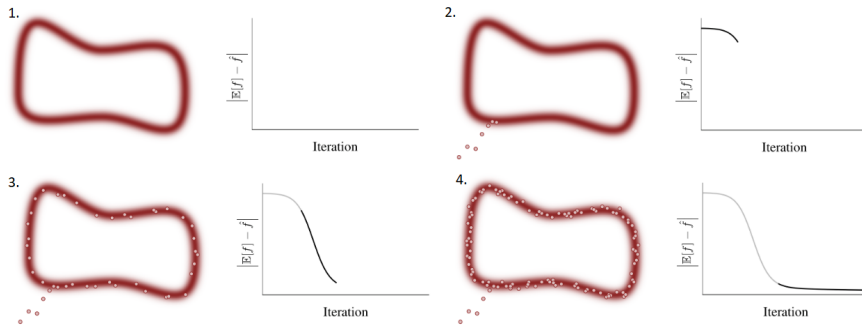 1.
|𝔼[f] − f̂|
Iteration
2.
|𝔼[f] − f̂|
Iteration
3.
|𝔼[f] − f̂|
Iteration
4.
|𝔼[f] − f̂|
Iteration